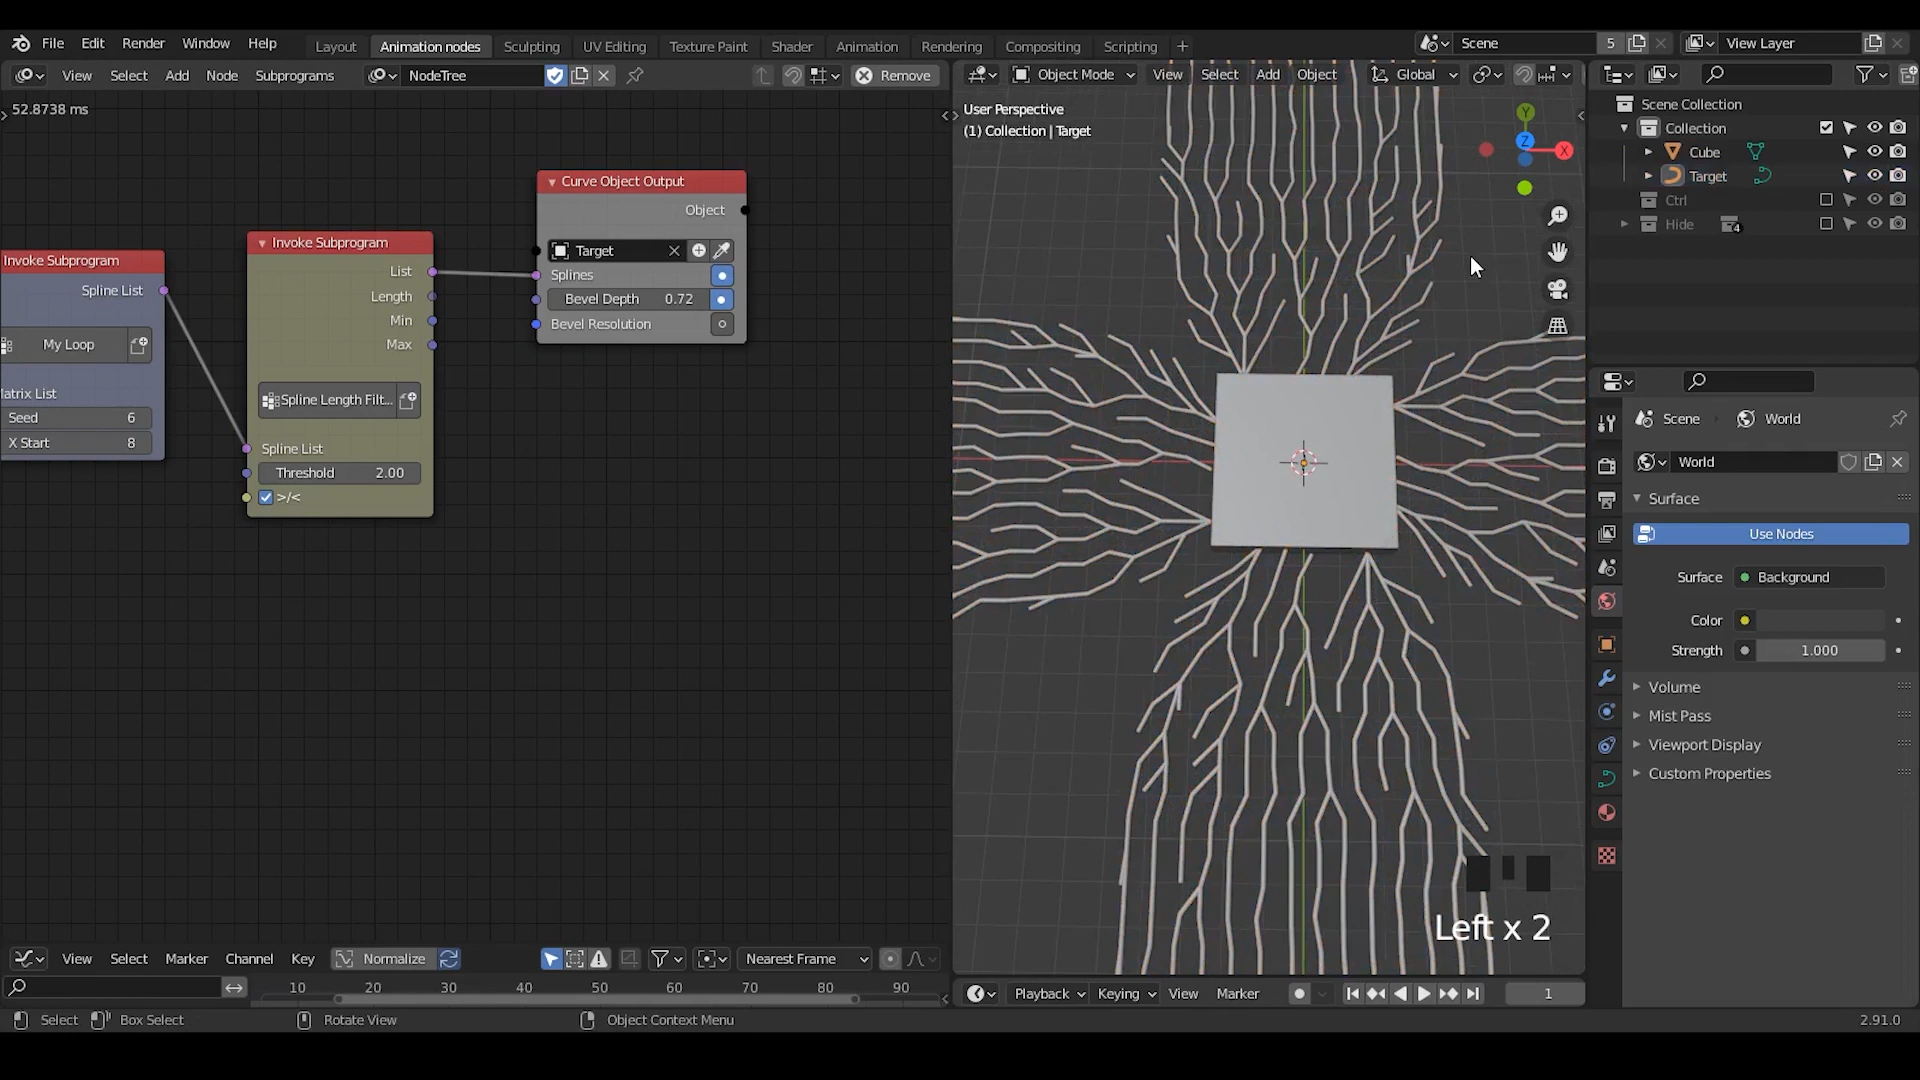 File Edit Render Window Help Layout Animation nodes Sculpting UV Editing Texture Paint Shader Animation Rendering Compositing Scripting Scene 5 View Layer
View Select Add Node Subprograms NodeTree Remove
Object Mode View Select Add Object Global
52.8738 ms
User Perspective
(1) Collection | Target
Invoke Subprogram
Spline List
My Loop
Matrix List
Seed 6
X Start 8
Invoke Subprogram
List
Length
Min
Max
Spline Length Filt...
Spline List
Threshold 2.00
>/<
Curve Object Output
Object
Target
Splines
Bevel Depth 0.72
Bevel Resolution
Y
Z
X
Left x 2
Scene Collection
Collection
Cube
Target
Ctrl
Hide 4
Scene World
World
Surface
Use Nodes
Surface Background
Color
Strength 1.000
Volume
Mist Pass
Viewport Display
Custom Properties
View Select Marker Channel Key Normalize Nearest Frame
10 20 30 40 50 60 70 80 90
Playback Keying View Marker 1
Select Box Select Rotate View Object Context Menu 2.91.0